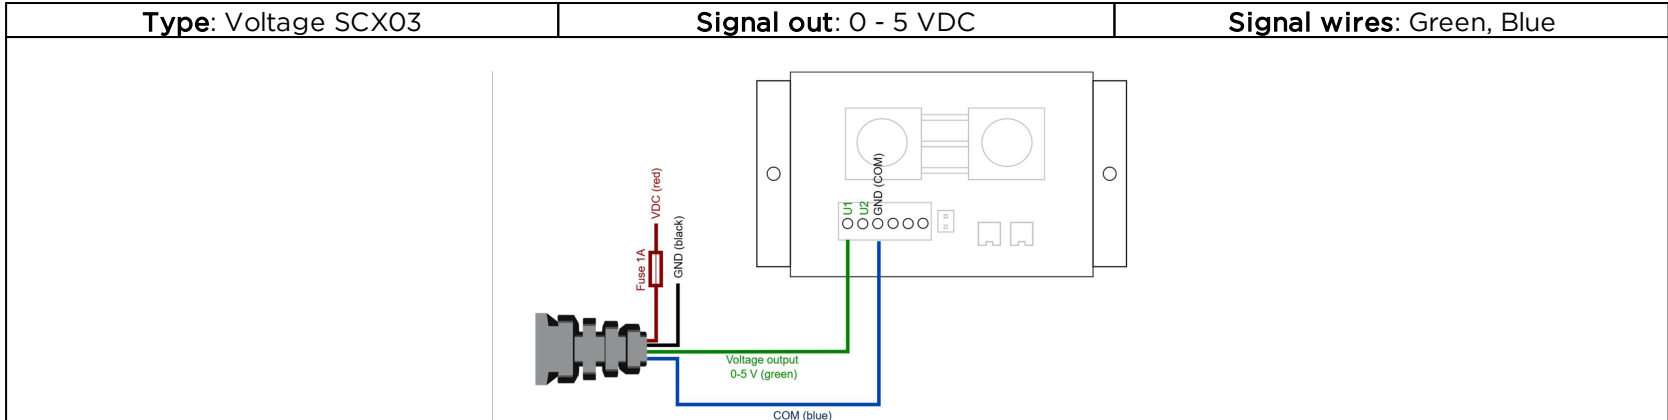 Type: Voltage SCX03
Signal out: 0 - 5 VDC
Signal wires: Green, Blue
VDC (red)
Fuse 1A
GND (black)
U1
U2
GND (COM)
Voltage output
0-5 V (green)
COM (blue)